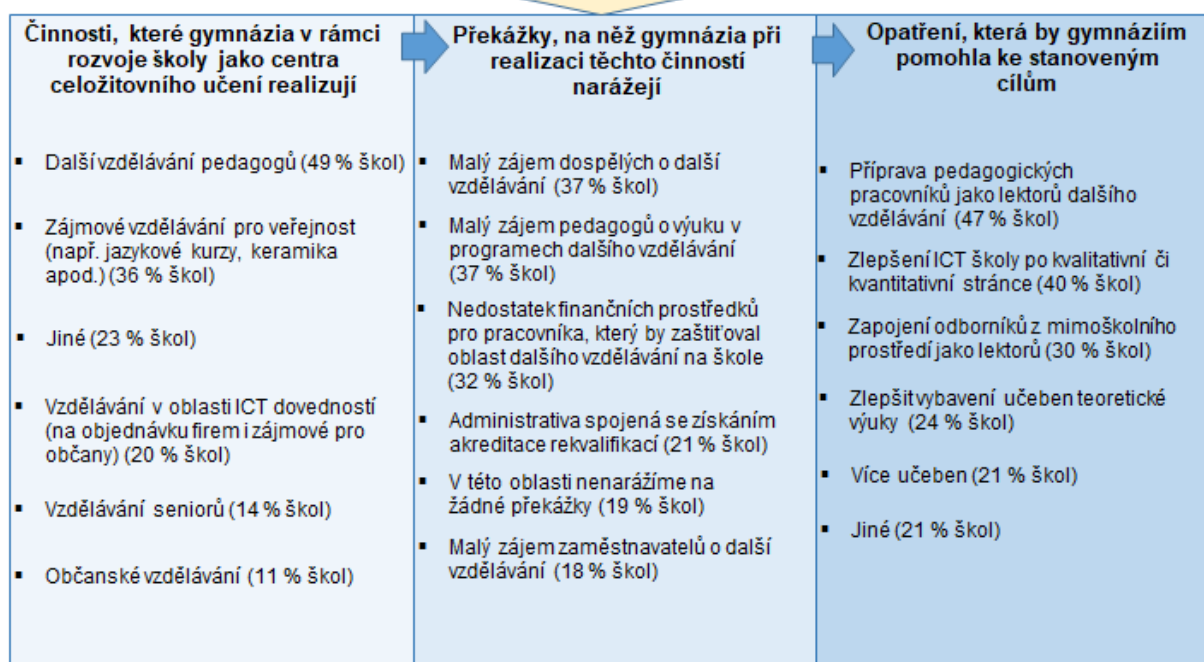 Činnosti, které gymnázia v rámci
rozvoje školy jako centra
celožitovního učení realizují
▪ Další vzdělávání pedagogů (49 % škol)
▪ Zájmové vzdělávání pro veřejnost
(např. jazykové kurzy, keramika
apod.) (36 % škol)
▪ Jiné (23 % škol)
▪ Vzdělávání v oblasti ICT dovedností
(na objednávku firem i zájmové pro
občany) (20 % škol)
▪ Vzdělávání seniorů (14 % škol)
▪ Občanské vzdělávání (11 % škol)
Překážky, na něž gymnázia při
realizaci těchto činností
narážejí
▪ Malý zájem dospělých o další
vzdělávání (37 % škol)
▪ Malý zájem pedagogů o výuku v
programech dalšího vzdělávání
(37 % škol)
▪ Nedostatek finančních prostředků
pro pracovníka, který by zaštiťoval
oblast dalšího vzdělávání na škole
(32 % škol)
▪ Administrativa spojená se získáním
akreditace rekvalifikací (21 % škol)
▪ V této oblasti nenarážíme na
žádné překážky (19 % škol)
▪ Malý zájem zaměstnavatelů o další
vzdělávání (18 % škol)
Opatření, která by gymnáziím
pomohla ke stanoveným
cílům
▪ Příprava pedagogických
pracovníků jako lektorů dalšího
vzdělávání (47 % škol)
▪ Zlepšení ICT školy po kvalitativní či
kvantitativní stránce (40 % škol)
▪ Zapojení odborníků z mimoškolního
prostředí jako lektorů (30 % škol)
▪ Zlepšit vybavení učeben teoretické
výuky (24 % škol)
▪ Více učeben (21 % škol)
▪ Jiné (21 % škol)